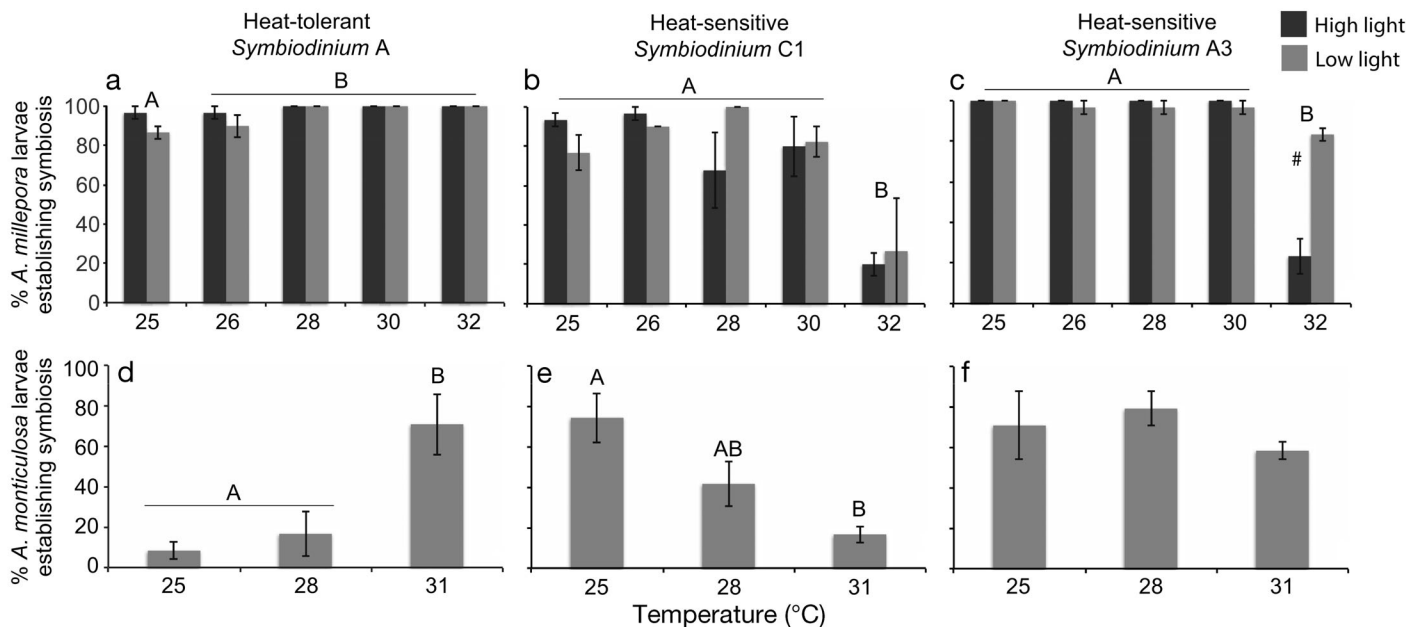 Heat-tolerant
Symbiodinium A
Heat-sensitive
Symbiodinium C1
Heat-sensitive
Symbiodinium A3
High light
Low light
% A. millepora larvae
establishing symbiosis
a
A
B
100
80
60
40
20
0
25 26 28 30 32
b
A
B
25 26 28 30 32
c
A
B
#
25 26 28 30 32
% A. monticulosa larvae
establishing symbiosis
d
A
B
100
80
60
40
20
0
25 28 31
e
A
AB
B
25 28 31
f
25 28 31
Temperature (°C)